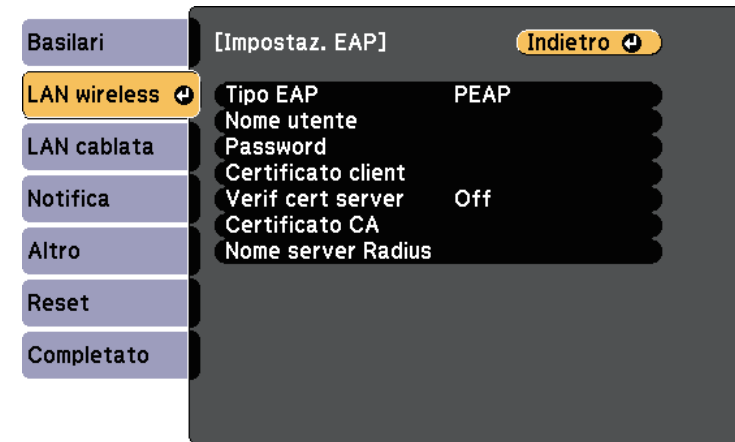 Basilari
LAN wireless
LAN cablata
Notifica
Altro
Reset
Completato
[Impostaz. EAP]
Indietro
Tipo EAP PEAP
Nome utente
Password
Certificato client
Verif cert server Off
Certificato CA
Nome server Radius